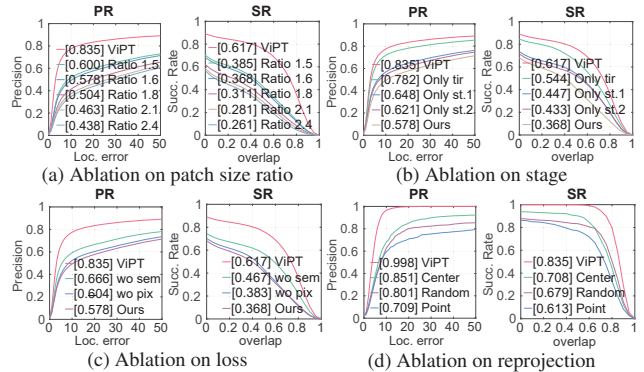 PR
SR
PR
SR
Precision
1
0.8
0.6
0.4
0.2
0
[0.835] ViPT
[0.600] Ratio 1.5
[0.578] Ratio 1.6
[0.504] Ratio 1.8
[0.463] Ratio 2.1
[0.438] Ratio 2.4
0 10 20 30 40 50
Loc. error
Succ. Rate
1
0.8
0.6
0.4
0.2
0
[0.617] ViPT
[0.385] Ratio 1.5
[0.368] Ratio 1.6
[0.311] Ratio 1.8
[0.281] Ratio 2.1
[0.261] Ratio 2.4
0 0.2 0.4 0.6 0.8 1
overlap
(a) Ablation on patch size ratio
Precision
1
0.8
0.6
0.4
0.2
0
[0.835] ViPT
[0.782] Only tir
[0.648] Only st.1
[0.621] Only st.2
[0.578] Ours
0 10 20 30 40 50
Loc. error
Succ. Rate
1
0.8
0.6
0.4
0.2
0
[0.617] ViPT
[0.544] Only tir
[0.447] Only st.1
[0.433] Only st.2
[0.368] Ours
0 0.2 0.4 0.6 0.8 1
overlap
(b) Ablation on stage
PR
SR
PR
SR
Precision
1
0.8
0.6
0.4
0.2
0
[0.835] ViPT
[0.666] wo sem
[0.604] wo pix
[0.578] Ours
0 10 20 30 40 50
Loc. error
Succ. Rate
1
0.8
0.6
0.4
0.2
0
[0.617] ViPT
[0.467] wo sem
[0.383] wo pix
[0.368] Ours
0 0.2 0.4 0.6 0.8 1
overlap
(c) Ablation on loss
Precision
1
0.8
0.6
0.4
0.2
0
[0.998] ViPT
[0.851] Center
[0.801] Random
[0.709] Point
0 10 20 30 40 50
Loc. error
Succ. Rate
1
0.8
0.6
0.4
0.2
0
[0.835] ViPT
[0.708] Center
[0.679] Random
[0.613] Point
0 0.2 0.4 0.6 0.8 1
overlap
(d) Ablation on reprojection